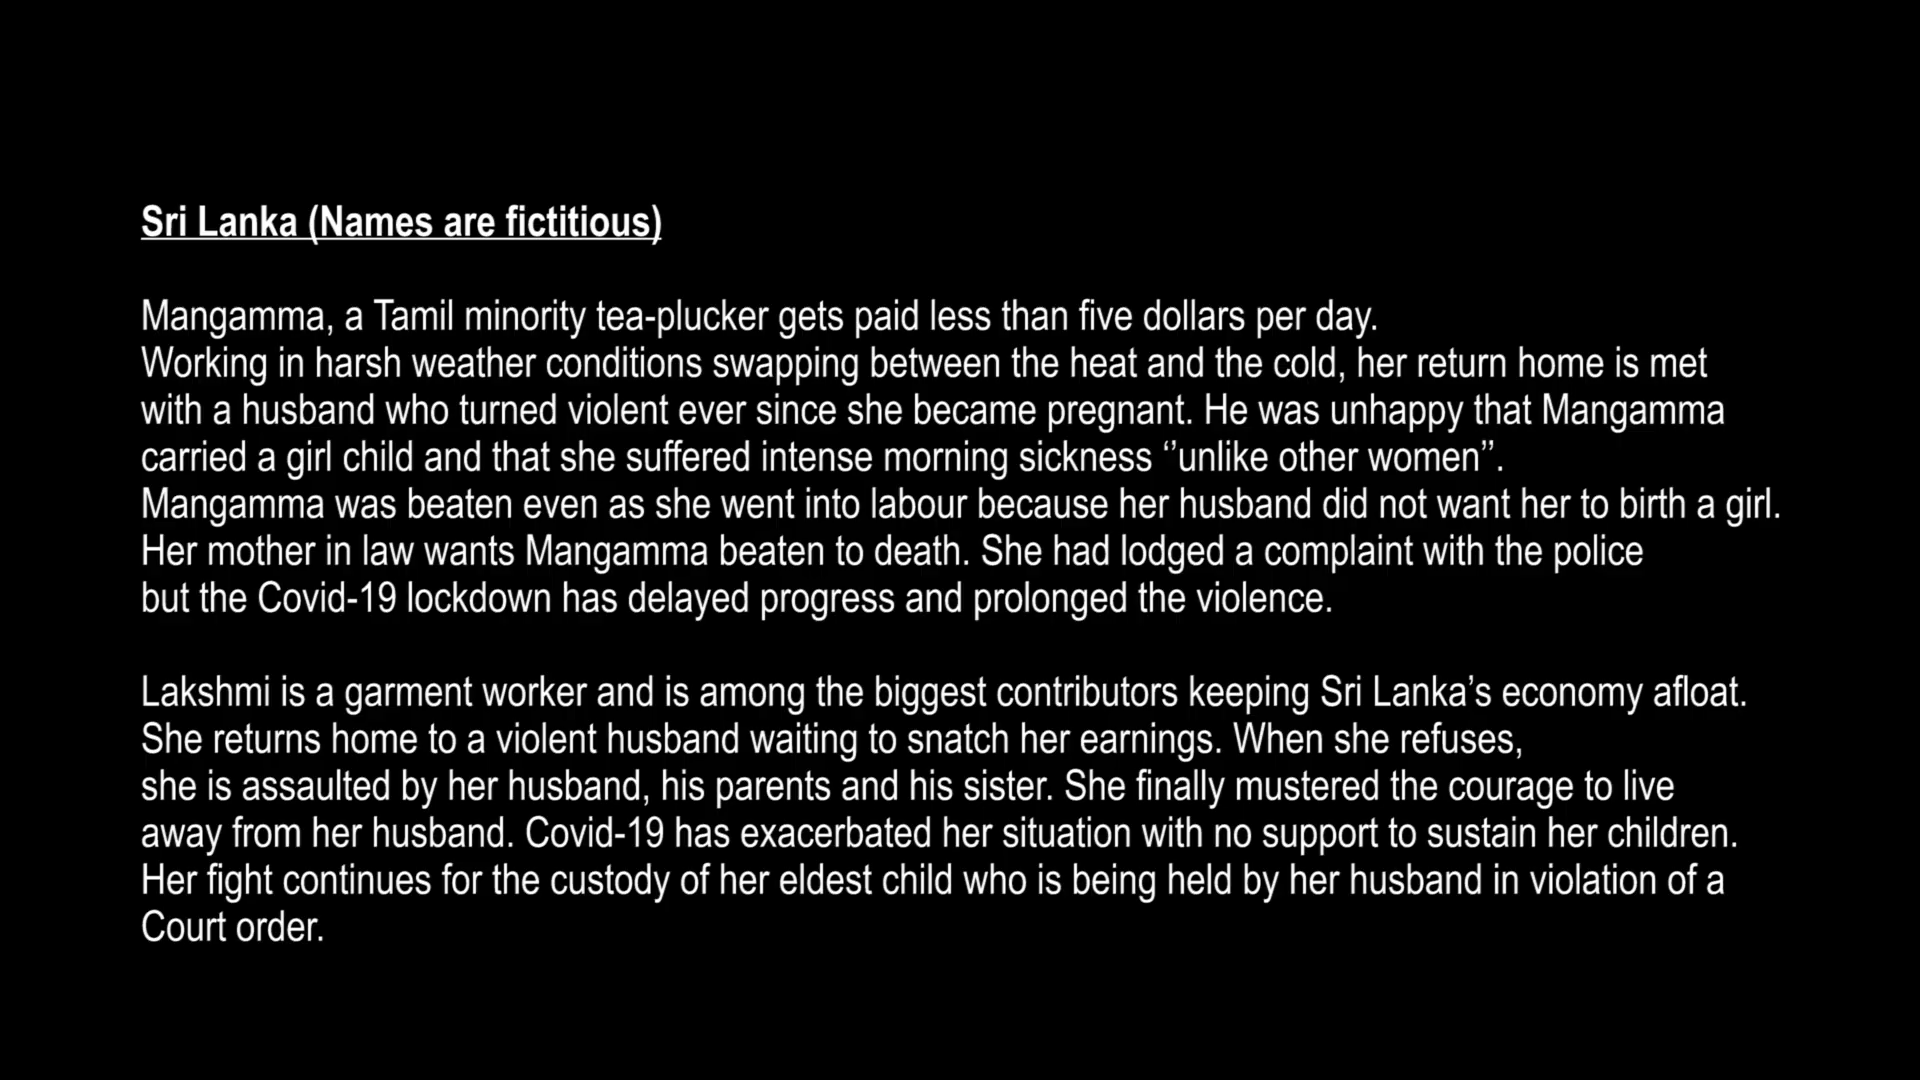 Sri Lanka (Names are fictitious)
Mangamma, a Tamil minority tea-plucker gets paid less than five dollars per day.
Working in harsh weather conditions swapping between the heat and the cold, her return home is met
with a husband who turned violent ever since she became pregnant. He was unhappy that Mangamma
carried a girl child and that she suffered intense morning sickness ‘’unlike other women’’.
Mangamma was beaten even as she went into labour because her husband did not want her to birth a girl.
Her mother in law wants Mangamma beaten to death. She had lodged a complaint with the police
but the Covid-19 lockdown has delayed progress and prolonged the violence.
Lakshmi is a garment worker and is among the biggest contributors keeping Sri Lanka’s economy afloat.
She returns home to a violent husband waiting to snatch her earnings. When she refuses,
she is assaulted by her husband, his parents and his sister. She finally mustered the courage to live
away from her husband. Covid-19 has exacerbated her situation with no support to sustain her children.
Her fight continues for the custody of her eldest child who is being held by her husband in violation of a
Court order.